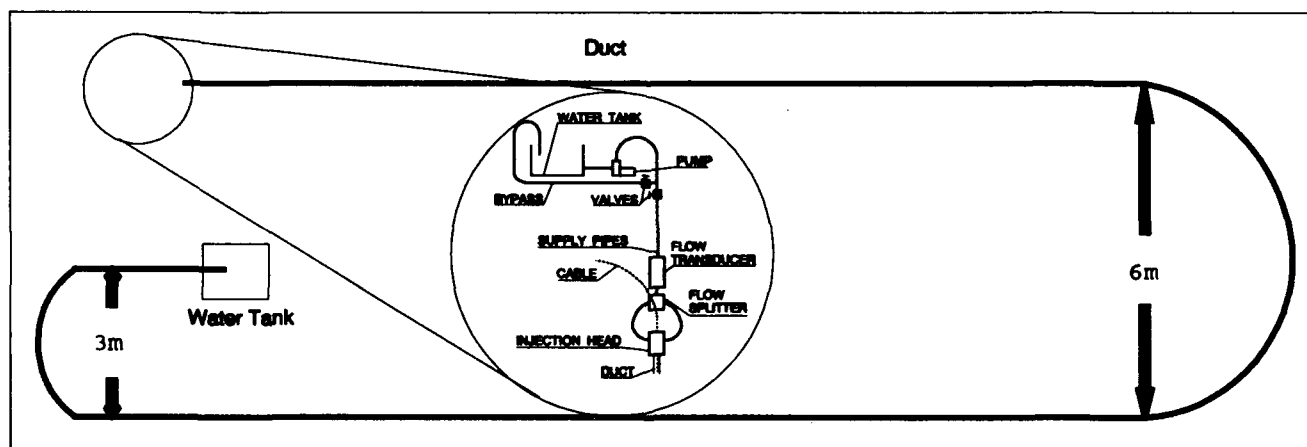 Duct
WATER TANK
PUMP
BYPASS
VALVES
SUPPLY PIPES
FLOW
TRANSDUCER
CABLE
FLOW
SPLITTER
INJECTION HEAD
DUCT
Water Tank
3m
6m